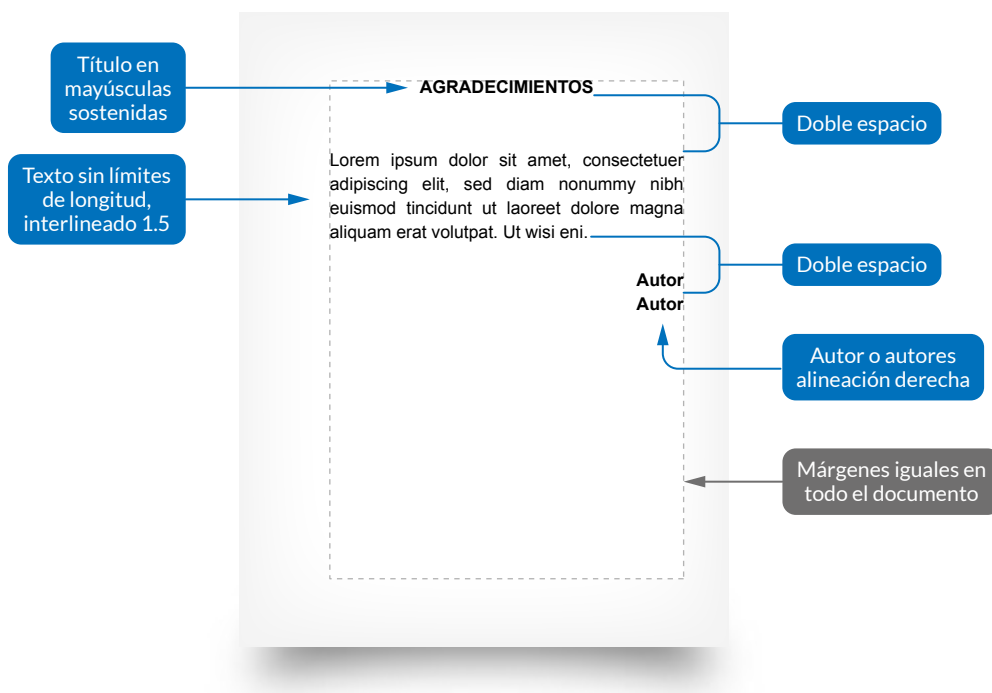 Título en
mayúsculas
sostenidas
AGRADECIMIENTOS
Doble espacio
Texto sin límites
de longitud,
interlineado 1.5
Lorem ipsum dolor sit amet, consectetuer
adipiscing elit, sed diam nonummy nibh
euismod tincidunt ut laoreet dolore magna
aliquam erat volutpat. Ut wisi eni.
Doble espacio
Autor
Autor
Autor o autores
alineación derecha
Márgenes iguales en
todo el documento